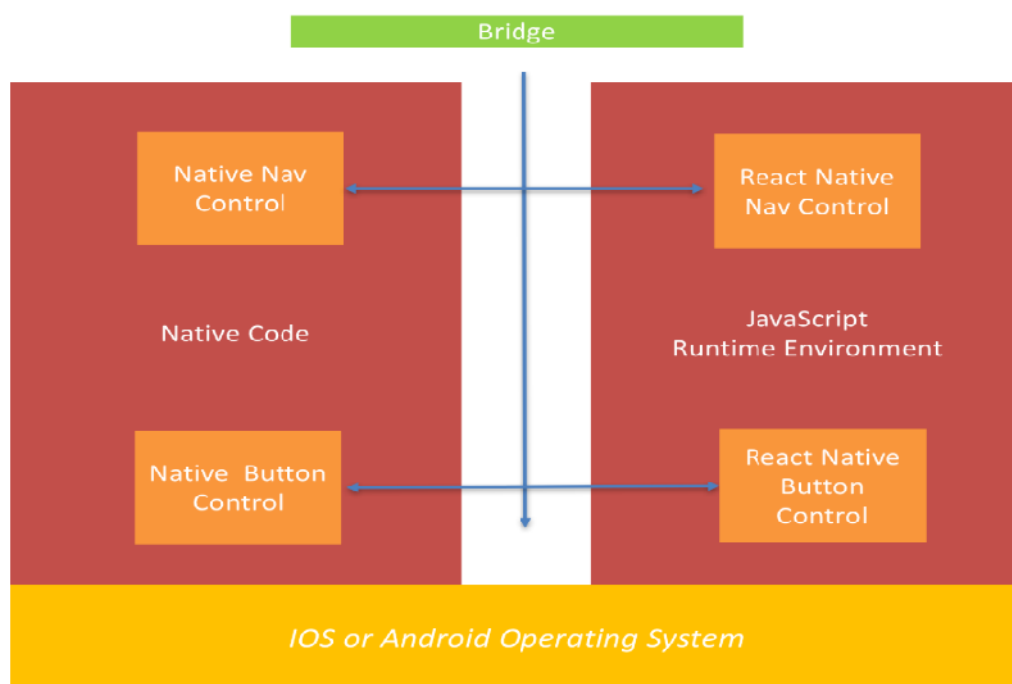 Bridge
Native Nav
Control
React Native
Nav Control
Native Code
JavaScript
Runtime Environment
Native Button
Control
React Native
Button
Control
IOS or Android Operating System